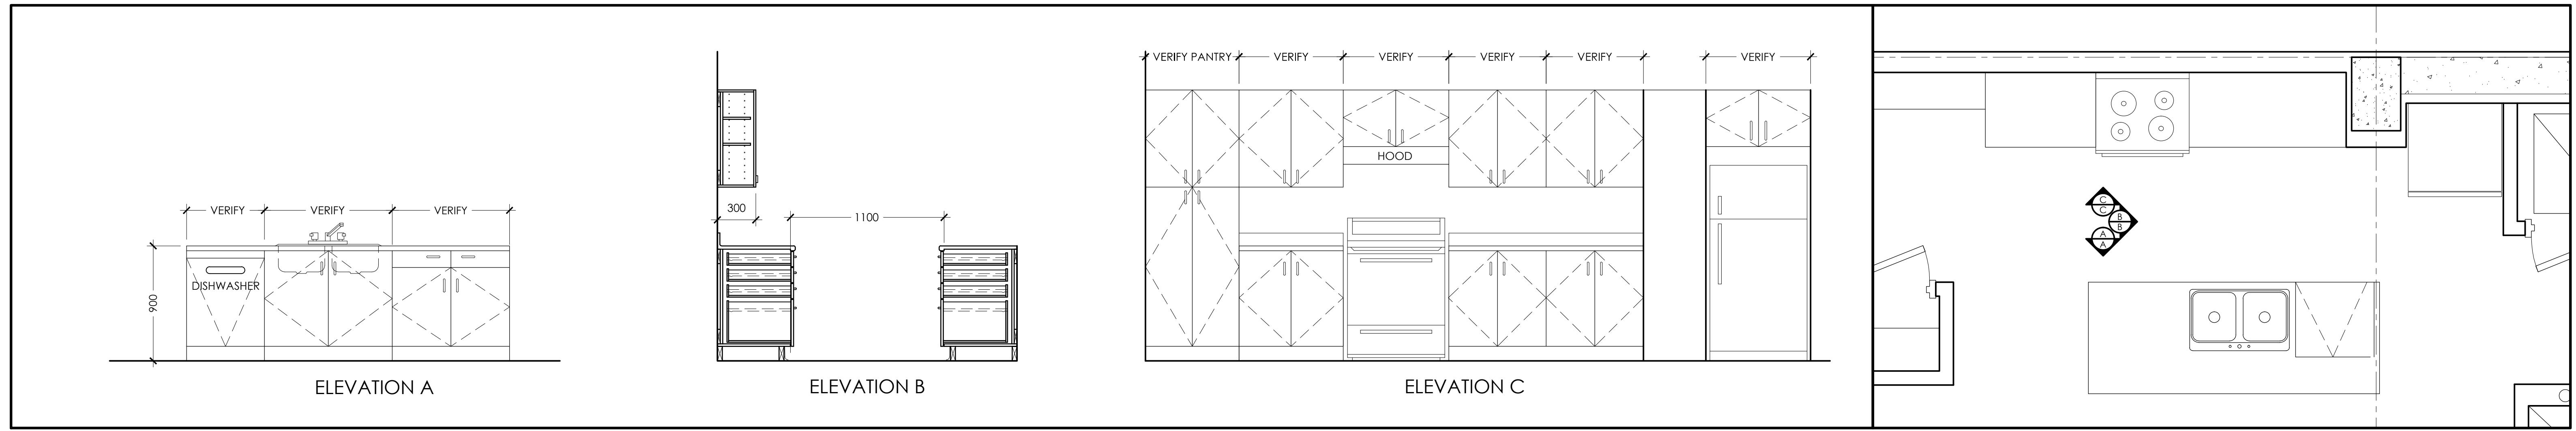 VERIFY
VERIFY
VERIFY
900
DISHWASHER
ELEVATION A
300
1100
ELEVATION B
VERIFY PANTRY
VERIFY
VERIFY
VERIFY
VERIFY
VERIFY
HOOD
ELEVATION C
C
C
B
B
A
A